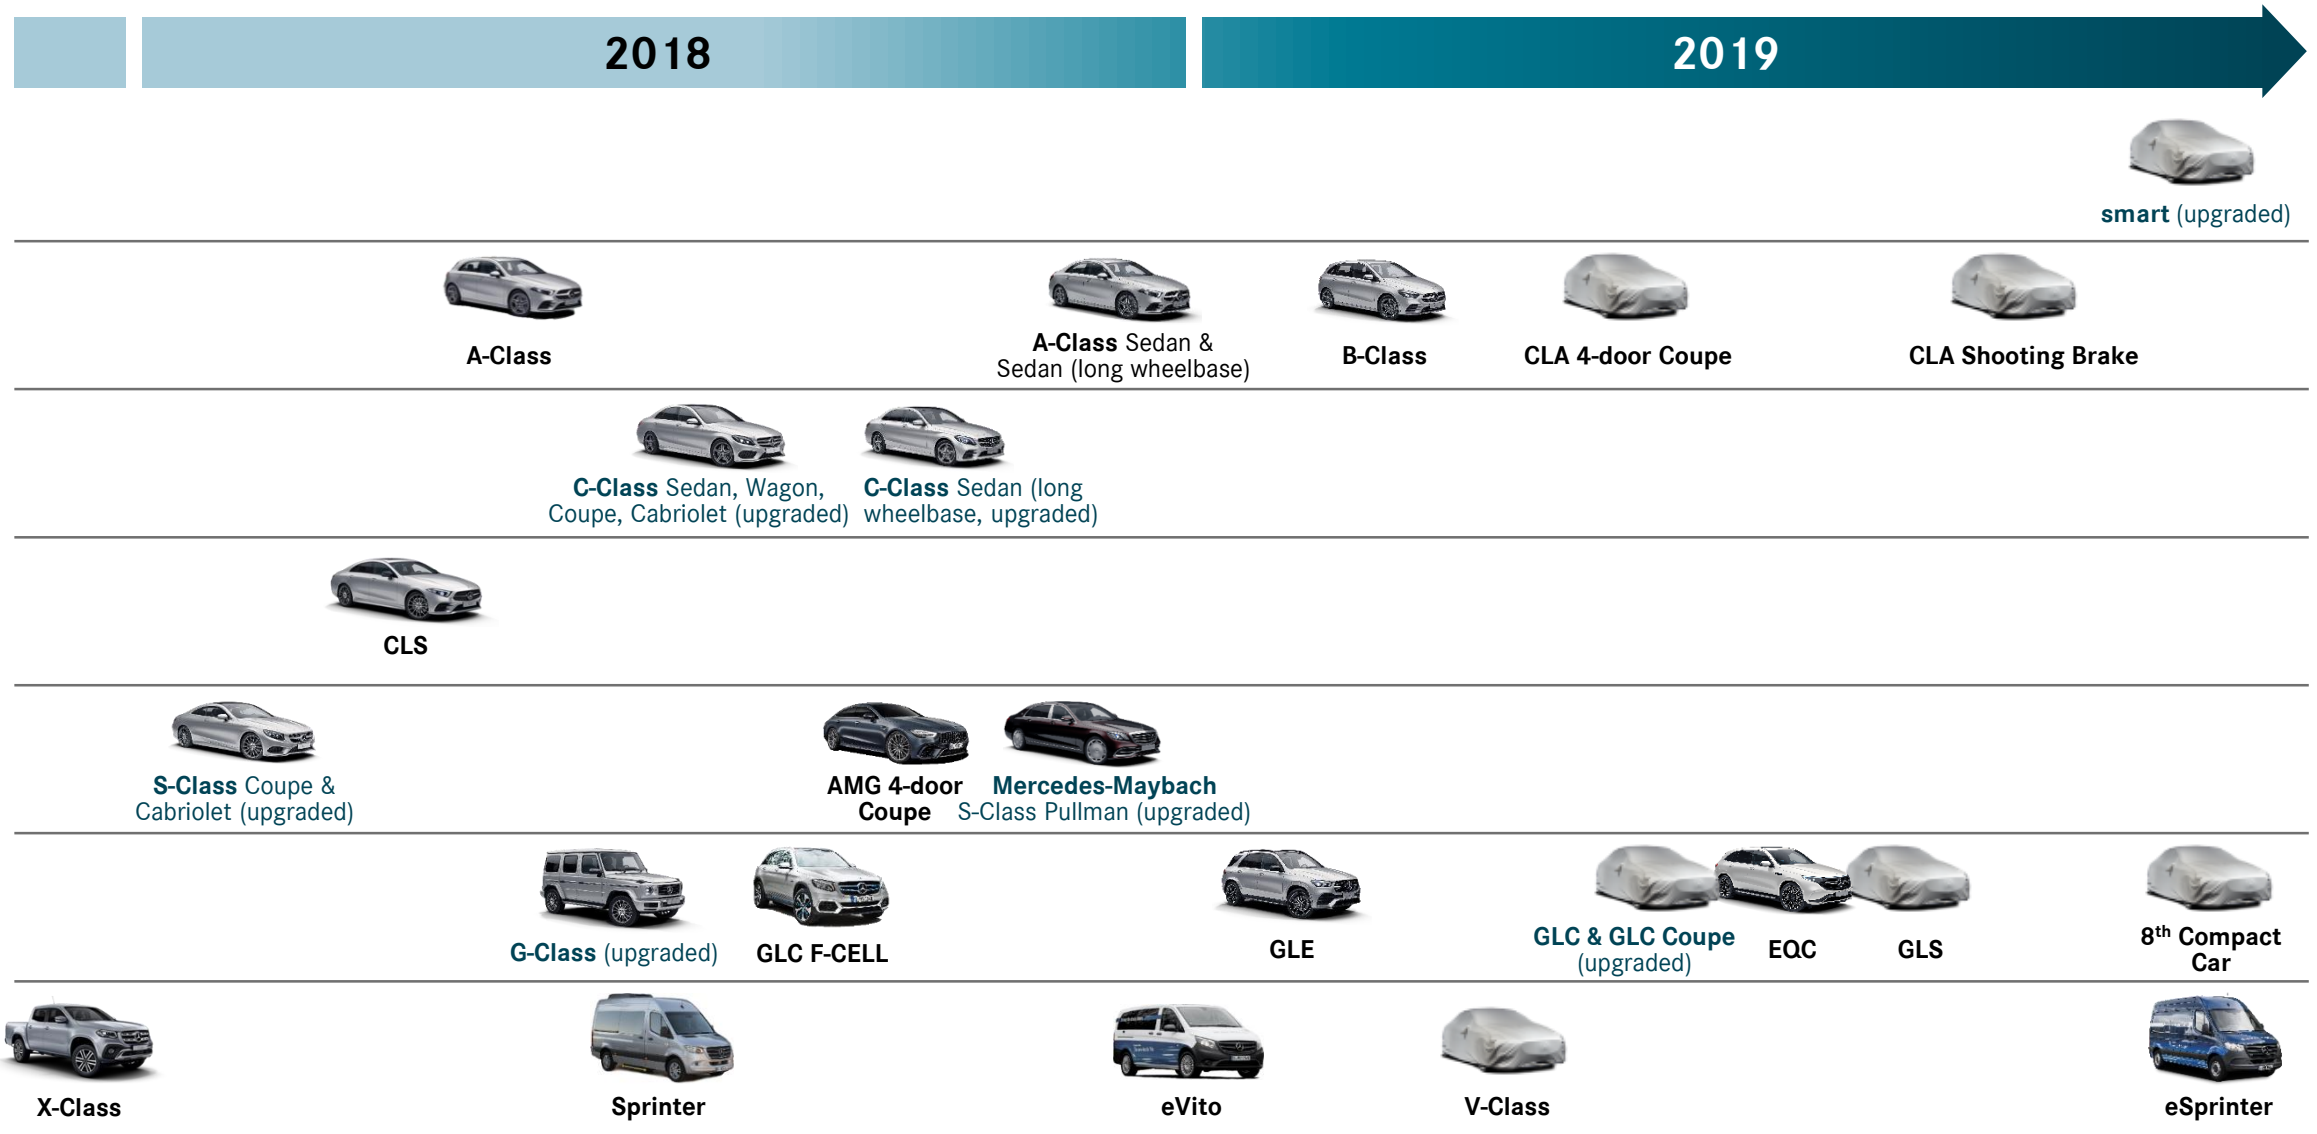 2018
2019
smart (upgraded)
A-Class
A-Class Sedan &
Sedan (long wheelbase)
B-Class
CLA 4-door Coupe
CLA Shooting Brake
C-Class Sedan, Wagon,
Coupe, Cabriolet (upgraded)
C-Class Sedan (long
wheelbase, upgraded)
CLS
S-Class Coupe &
Cabriolet (upgraded)
AMG 4-door
Coupe
Mercedes-Maybach
S-Class Pullman (upgraded)
G-Class (upgraded)
GLC F-CELL
GLE
GLC & GLC Coupe
(upgraded)
EQC
GLS
8th Compact
Car
X-Class
Sprinter
eVito
V-Class
eSprinter